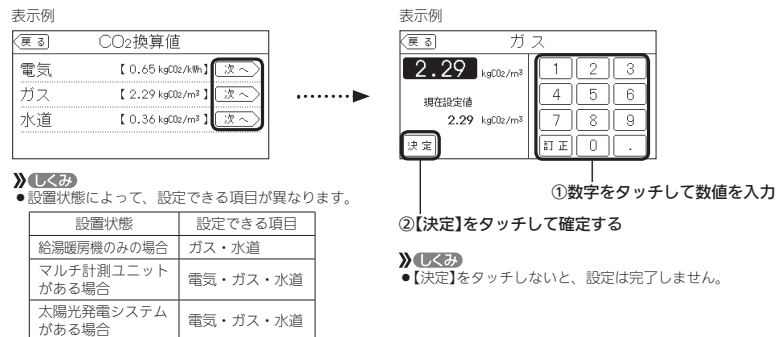 表示例
戻る
CO2換算値
電気 【 0.65 kgCO2/kWh】 次へ
ガス 【 2.29 kgCO2/m³ 】 次へ
水道 【 0.36 kgCO2/m³ 】 次へ
しくみ
●設置状態によって、設定できる項目が異なります。
設置状態 設定できる項目
給湯暖房機のみの場合 ガス・水道
マルチ計測ユニット
がある場合
電気・ガス・水道
太陽光発電システム
がある場合
電気・ガス・水道
表示例
戻る
ガス
2.29 kgCO2/m³
現在設定値
2.29 kgCO2/m³
決定
1 2 3
4 5 6
7 8 9
訂正 0 .
①数字をタッチして数値を入力
②【決定】をタッチして確定する
しくみ
●【決定】をタッチしないと、設定は完了しません。